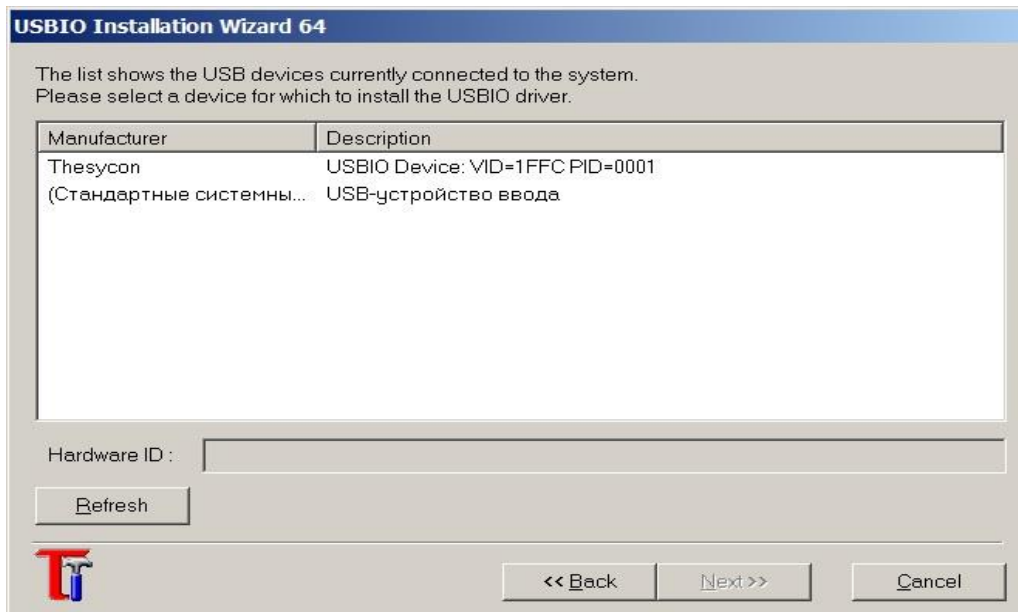 USBIO Installation Wizard 64
The list shows the USB devices currently connected to the system.
Please select a device for which to install the USBIO driver.
Manufacturer Description
Thesycon USBIO Device: VID=1FFC PID=0001
(Стандартные системны... USB-устройство ввода
Hardware ID :
Refresh
<< Back Next >> Cancel